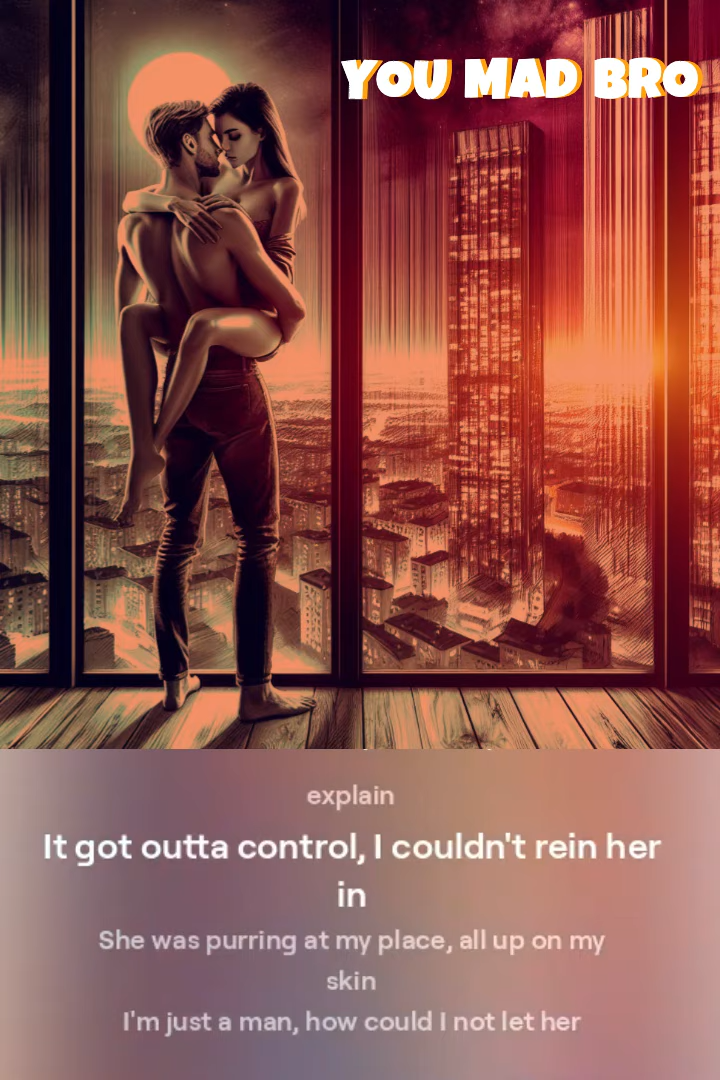 YOU MAD BRO
explain
It got outta control, I couldn't rein her
in
She was purring at my place, all up on my
skin
I'm just a man, how could I not let her